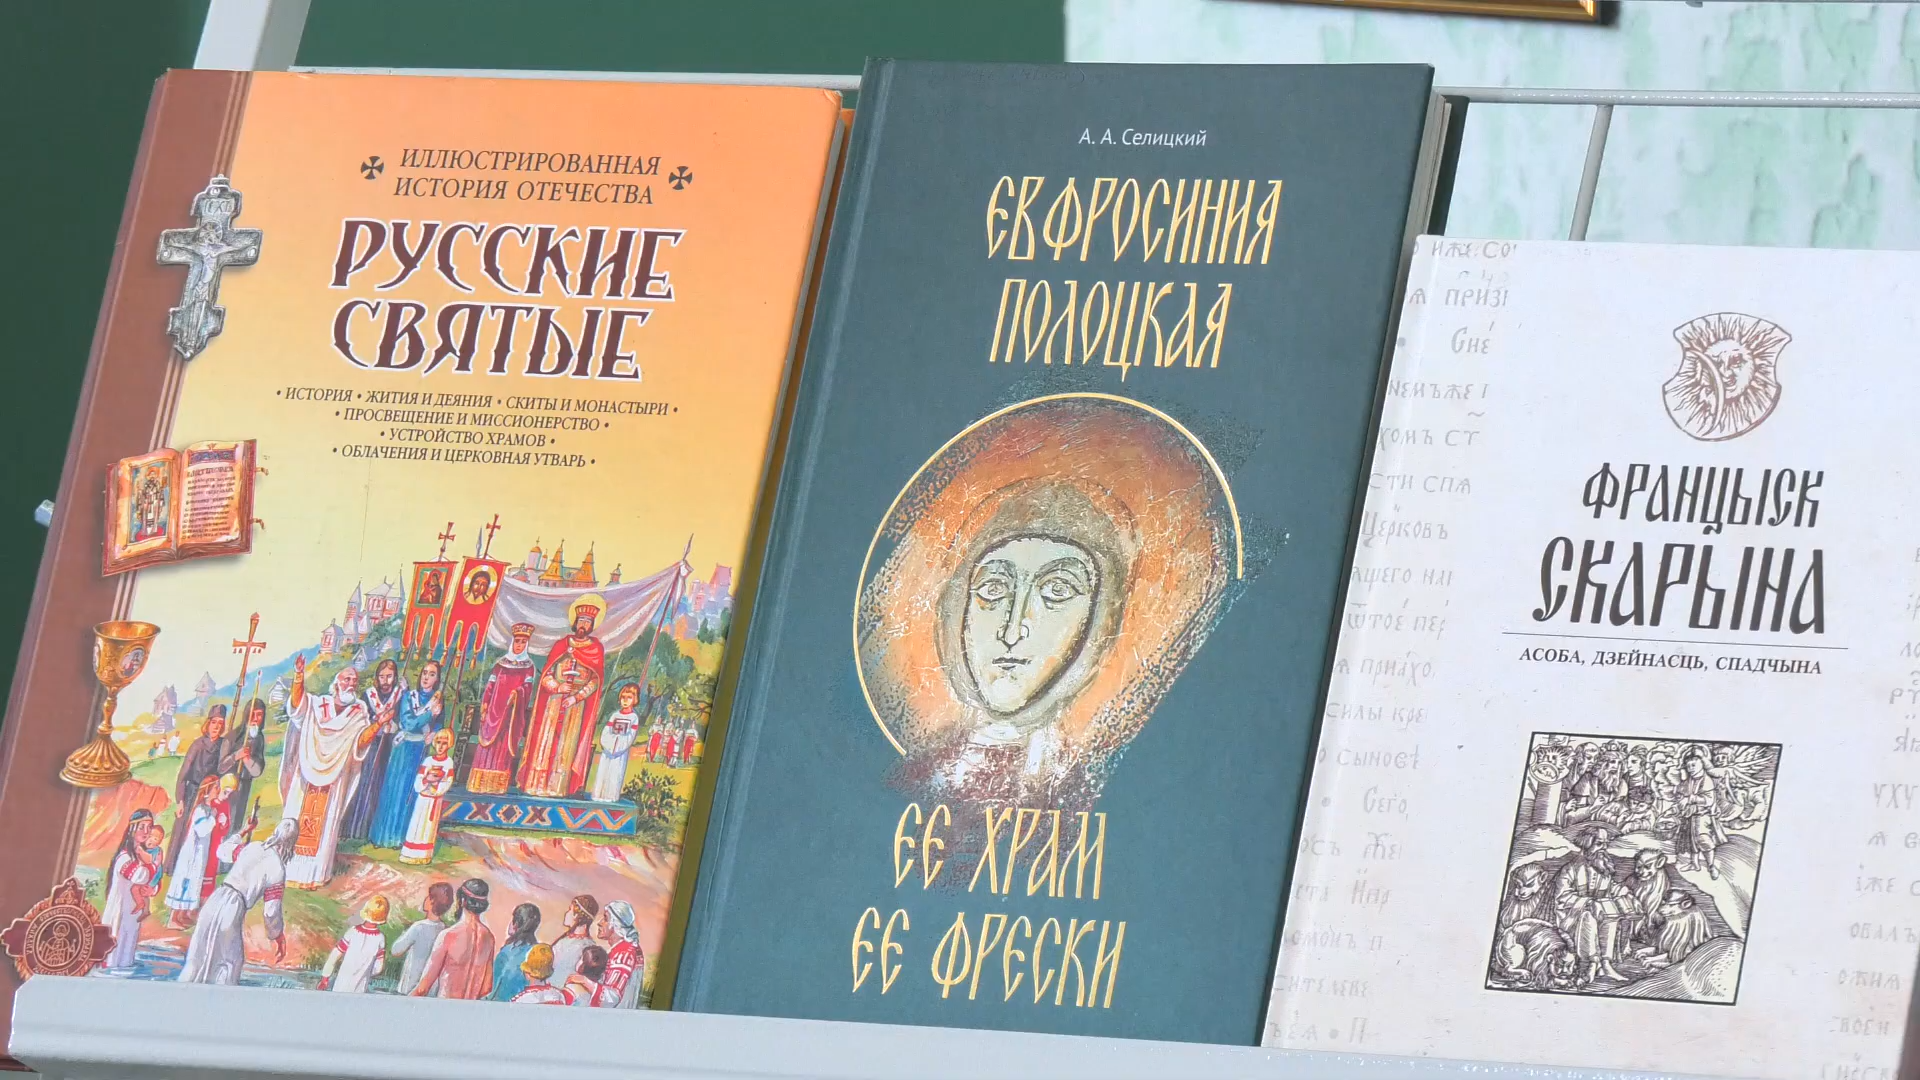 ИЛЛЮСТРИРОВАННАЯ
ИСТОРИЯ ОТЕЧЕСТВА
РУССКИЕ
СВЯТЫЕ
• ИСТОРИЯ • ЖИТИЯ И ДЕЯНИЯ • СКИТЫ И МОНАСТЫРИ •
• ПРОСВЕЩЕНИЕ И МИССИОНЕРСТВО •
• УСТРОЙСТВО ХРАМОВ •
• ОБЛАЧЕНИЯ И ЦЕРКОВНАЯ УТВАРЬ •
А. А. Селицкий
ЕВФРОСИНИЯ
ПОЛОЦКАЯ
ЕЕ ХРАМ
ЕЕ ФРЕСКИ
ФРАНЦЫСК
СКАРЫНА
АСОБА, ДЗЕЙНАСЦЬ, СПАДЧЫНА